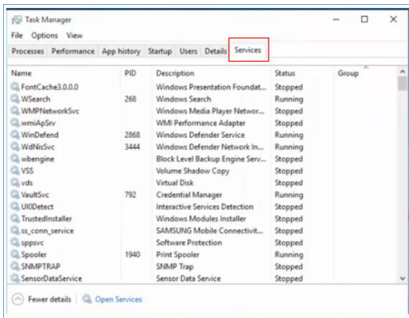 Task Manager
File Options View
Processes Performance App history Startup Users Details Services
Name PID Description Status Group
FontCache3.0.0.0 Windows Presentation Foundat... Stopped
WSearch 268 Windows Search Running
WMPNetworkSvc Windows Media Player Networ... Stopped
wmiApSrv WMI Performance Adapter Stopped
WinDefend 2868 Windows Defender Service Running
WdNisSvc 3444 Windows Defender Network In... Running
wbengine Block Level Backup Engine Serv... Stopped
VSS Volume Shadow Copy Stopped
vds Virtual Disk Stopped
VaultSvc 792 Credential Manager Running
UI0Detect Interactive Services Detection Stopped
TrustedInstaller Windows Modules Installer Stopped
ss_conn_service SAMSUNG Mobile Connectivit... Stopped
sppsvc Software Protection Stopped
Spooler 1940 Print Spooler Running
SNMPTRAP SNMP Trap Stopped
SensorDataService Sensor Data Service Stopped
Fewer details Open Services